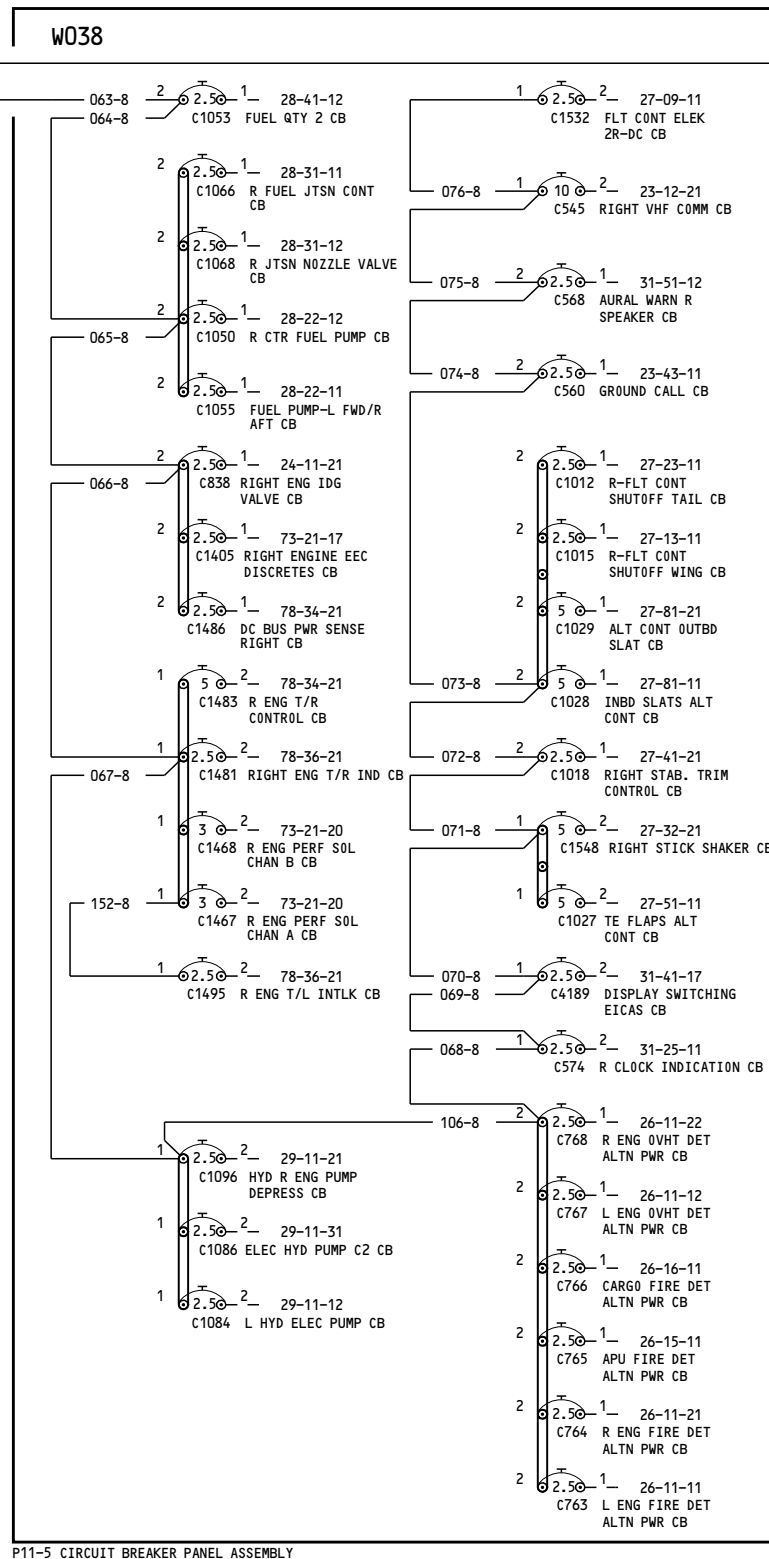 W038
063-8 2 2.5 1 28-41-12
064-8 C1053 FUEL QTY 2 CB
2 2.5 1 28-31-11
C1066 R FUEL JTSN CONT
CB
2 2.5 1 28-31-12
C1068 R JTSN NOZZLE VALVE
CB
2 2.5 1 28-22-12
065-8 C1050 R CTR FUEL PUMP CB
2 2.5 1 28-22-11
C1055 FUEL PUMP-L FWD/R
AFT CB
2 2.5 1 24-11-21
066-8 C838 RIGHT ENG IDG
VALVE CB
2 2.5 1 73-21-17
C1405 RIGHT ENGINE EEC
DISCRETES CB
2 2.5 1 78-34-21
C1486 DC BUS PWR SENSE
RIGHT CB
1 5 2 78-34-21
C1483 R ENG T/R
CONTROL CB
1 2.5 2 78-36-21
067-8 C1481 RIGHT ENG T/R IND CB
1 3 2 73-21-20
C1468 R ENG PERF SOL
CHAN B CB
152-8 1 3 2 73-21-20
C1467 R ENG PERF SOL
CHAN A CB
1 2.5 2 78-36-21
C1495 R ENG T/L INTLK CB
1 2.5 2 29-11-21
C1096 HYD R ENG PUMP
DEPRESS CB
1 2.5 2 29-11-31
C1086 ELEC HYD PUMP C2 CB
1 2.5 2 29-11-12
C1084 L HYD ELEC PUMP CB
1 2.5 2 27-09-11
C1532 FLT CONT ELEK
2R-DC CB
076-8 1 10 2 23-12-21
C545 RIGHT VHF COMM CB
075-8 2 2.5 1 31-51-12
C568 AURAL WARN R
SPEAKER CB
074-8 2 2.5 1 23-43-11
C560 GROUND CALL CB
2 2.5 1 27-23-11
C1012 R-FLT CONT
SHUTOFF TAIL CB
2 2.5 1 27-13-11
C1015 R-FLT CONT
SHUTOFF WING CB
2 5 1 27-81-21
C1029 ALT CONT OUTBD
SLAT CB
073-8 2 5 1 27-81-11
C1028 INBD SLATS ALT
CONT CB
072-8 2 2.5 1 27-41-21
C1018 RIGHT STAB. TRIM
CONTROL CB
071-8 1 5 2 27-32-21
C1548 RIGHT STICK SHAKER CB
1 5 2 27-51-11
C1027 TE FLAPS ALT
CONT CB
070-8 1 2.5 2 31-41-17
069-8 C4189 DISPLAY SWITCHING
EICAS CB
068-8 1 2.5 2 31-25-11
C574 R CLOCK INDICATION CB
106-8 2 2.5 1 26-11-22
C768 R ENG OVHT DET
ALTN PWR CB
2 2.5 1 26-11-12
C767 L ENG OVHT DET
ALTN PWR CB
2 2.5 1 26-16-11
C766 CARGO FIRE DET
ALTN PWR CB
2 2.5 1 26-15-11
C765 APU FIRE DET
ALTN PWR CB
2 2.5 1 26-11-21
C764 R ENG FIRE DET
ALTN PWR CB
2 2.5 1 26-11-11
C763 L ENG FIRE DET
ALTN PWR CB
P11-5 CIRCUIT BREAKER PANEL ASSEMBLY